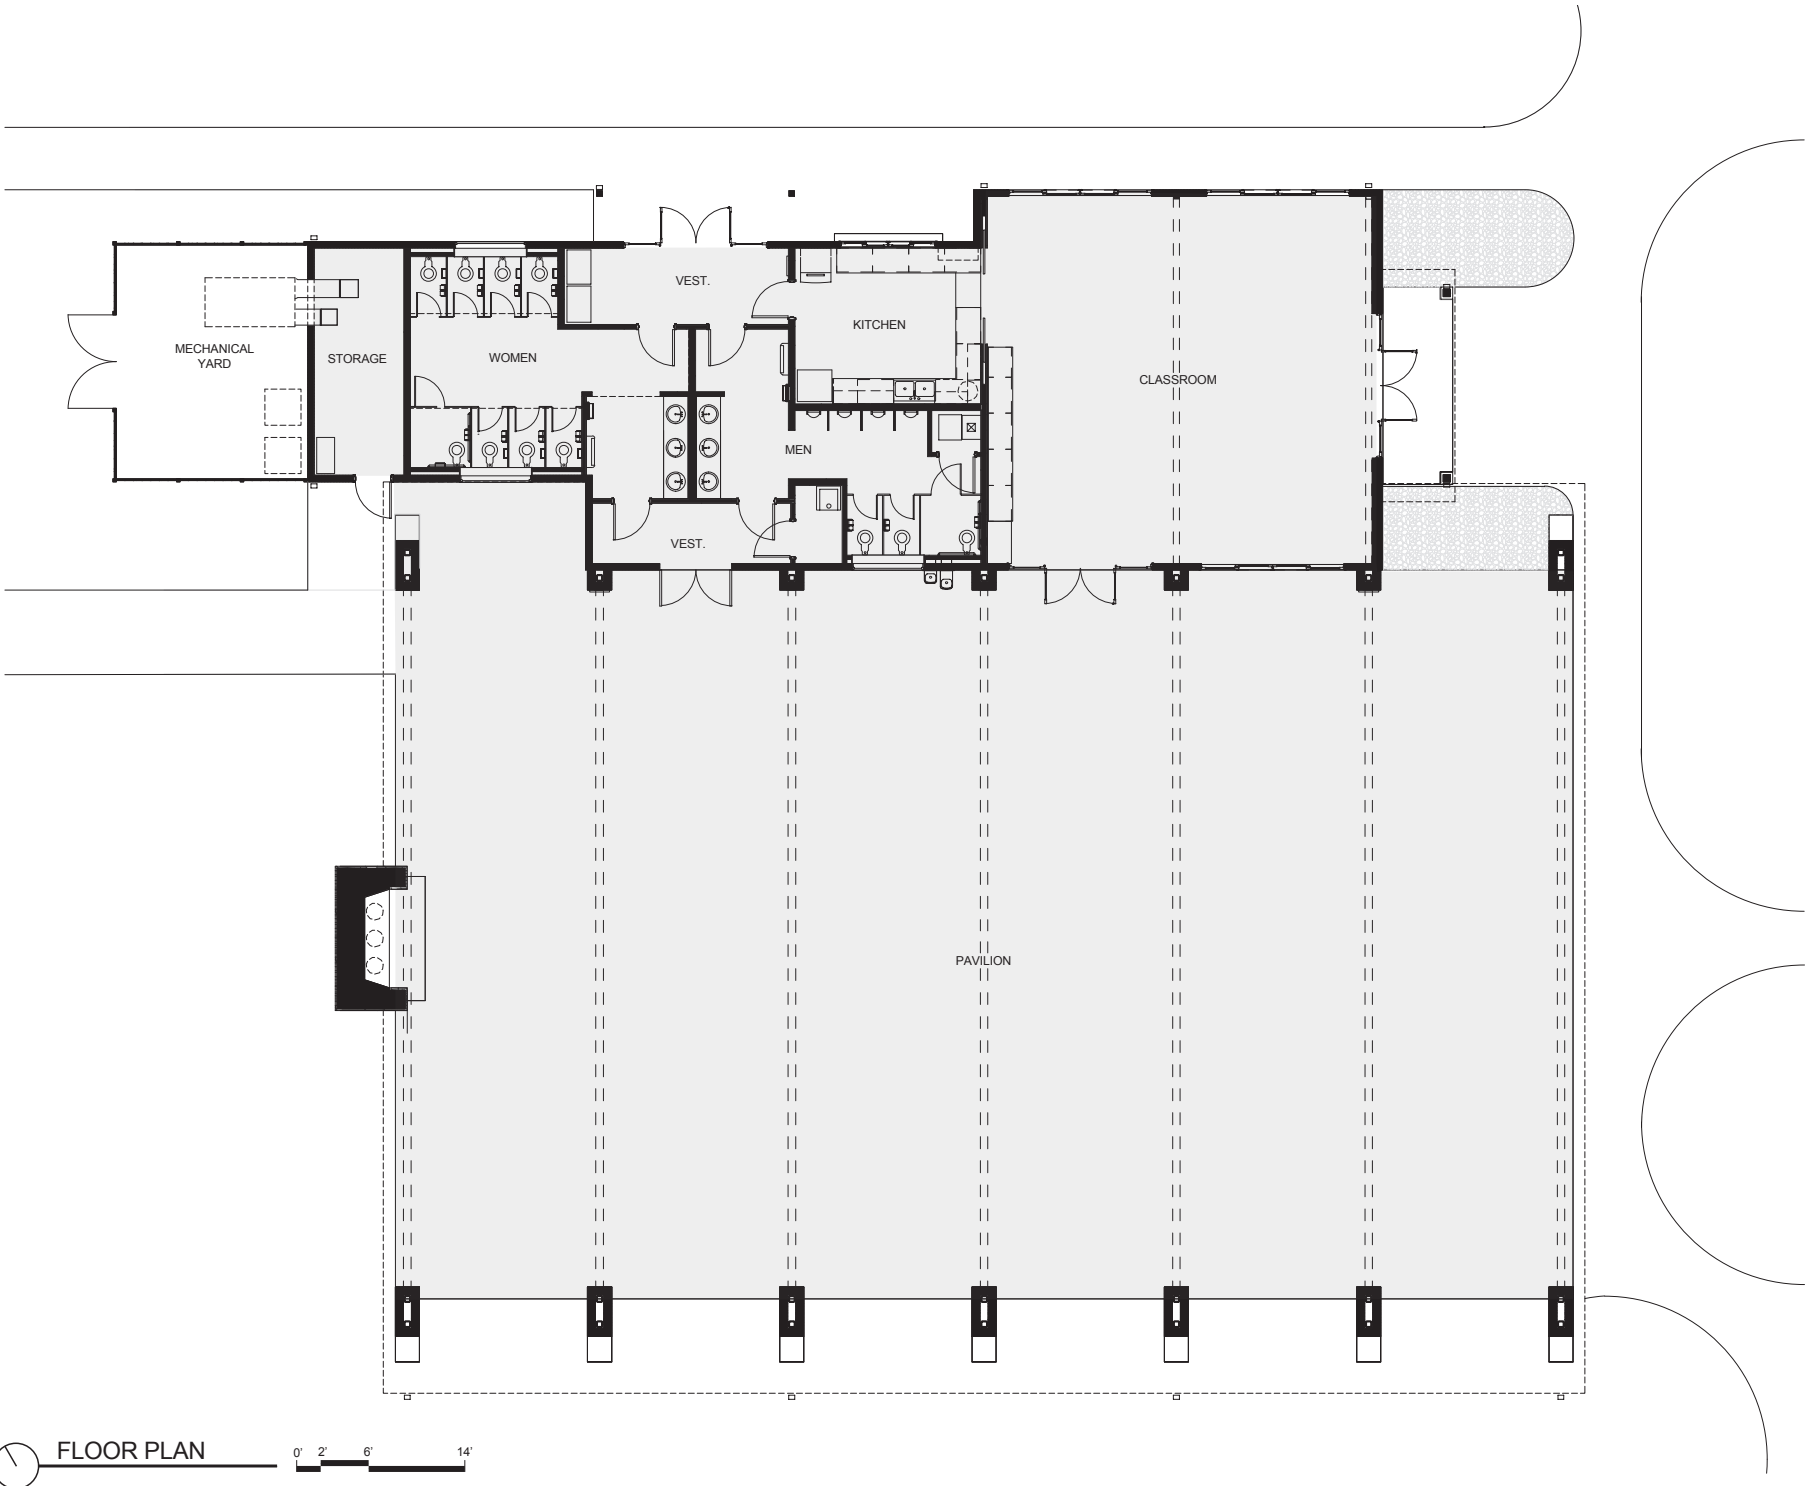 VEST.
KITCHEN
MECHANICAL
YARD
STORAGE
WOMEN
CLASSROOM
MEN
VEST.
PAVILION
FLOOR PLAN
0' 2' 6' 14'